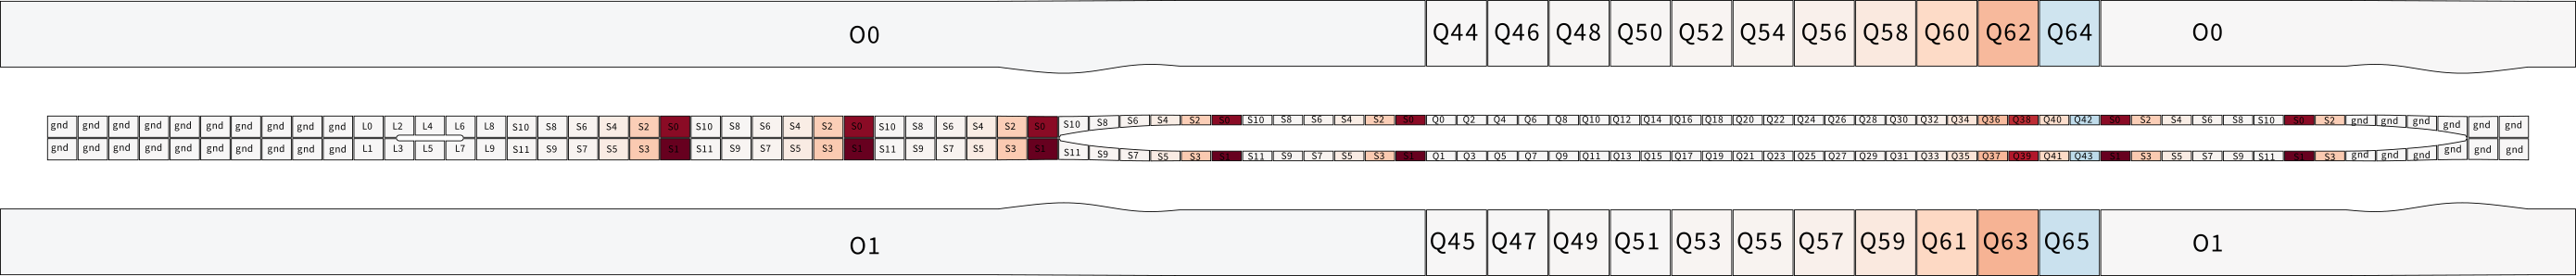 O0 Q44 Q46 Q48 Q50 Q52 Q54 Q56 Q58 Q60 Q62 Q64 O0
gnd gnd gnd gnd gnd gnd gnd gnd gnd gnd L0 L2 L4 L6 L8 S10 S8 S6 S4 S2 S0 S10 S8 S6 S4 S2 S0 S10 S8 S6 S4 S2 S0 S10 S8 S6 S4 S2 S0 S10 S8 S6 S4 S2 S0 Q0 Q2 Q4 Q6 Q8 Q10 Q12 Q14 Q16 Q18 Q20 Q22 Q24 Q26 Q28 Q30 Q32 Q34 Q36 Q38 Q40 Q42 S0 S2 S4 S6 S8 S10 S0 S2 gnd gnd gnd gnd gnd gnd
gnd gnd gnd gnd gnd gnd gnd gnd gnd gnd L1 L3 L5 L7 L9 S11 S9 S7 S5 S3 S1 S11 S9 S7 S5 S3 S1 S11 S9 S7 S5 S3 S1 S11 S9 S7 S5 S3 S1 S11 S9 S7 S5 S3 S1 Q1 Q3 Q5 Q7 Q9 Q11 Q13 Q15 Q17 Q19 Q21 Q23 Q25 Q27 Q29 Q31 Q33 Q35 Q37 Q39 Q41 Q43 S1 S3 S5 S7 S9 S11 S1 S3 gnd gnd gnd gnd gnd gnd
O1 Q45 Q47 Q49 Q51 Q53 Q55 Q57 Q59 Q61 Q63 Q65 O1